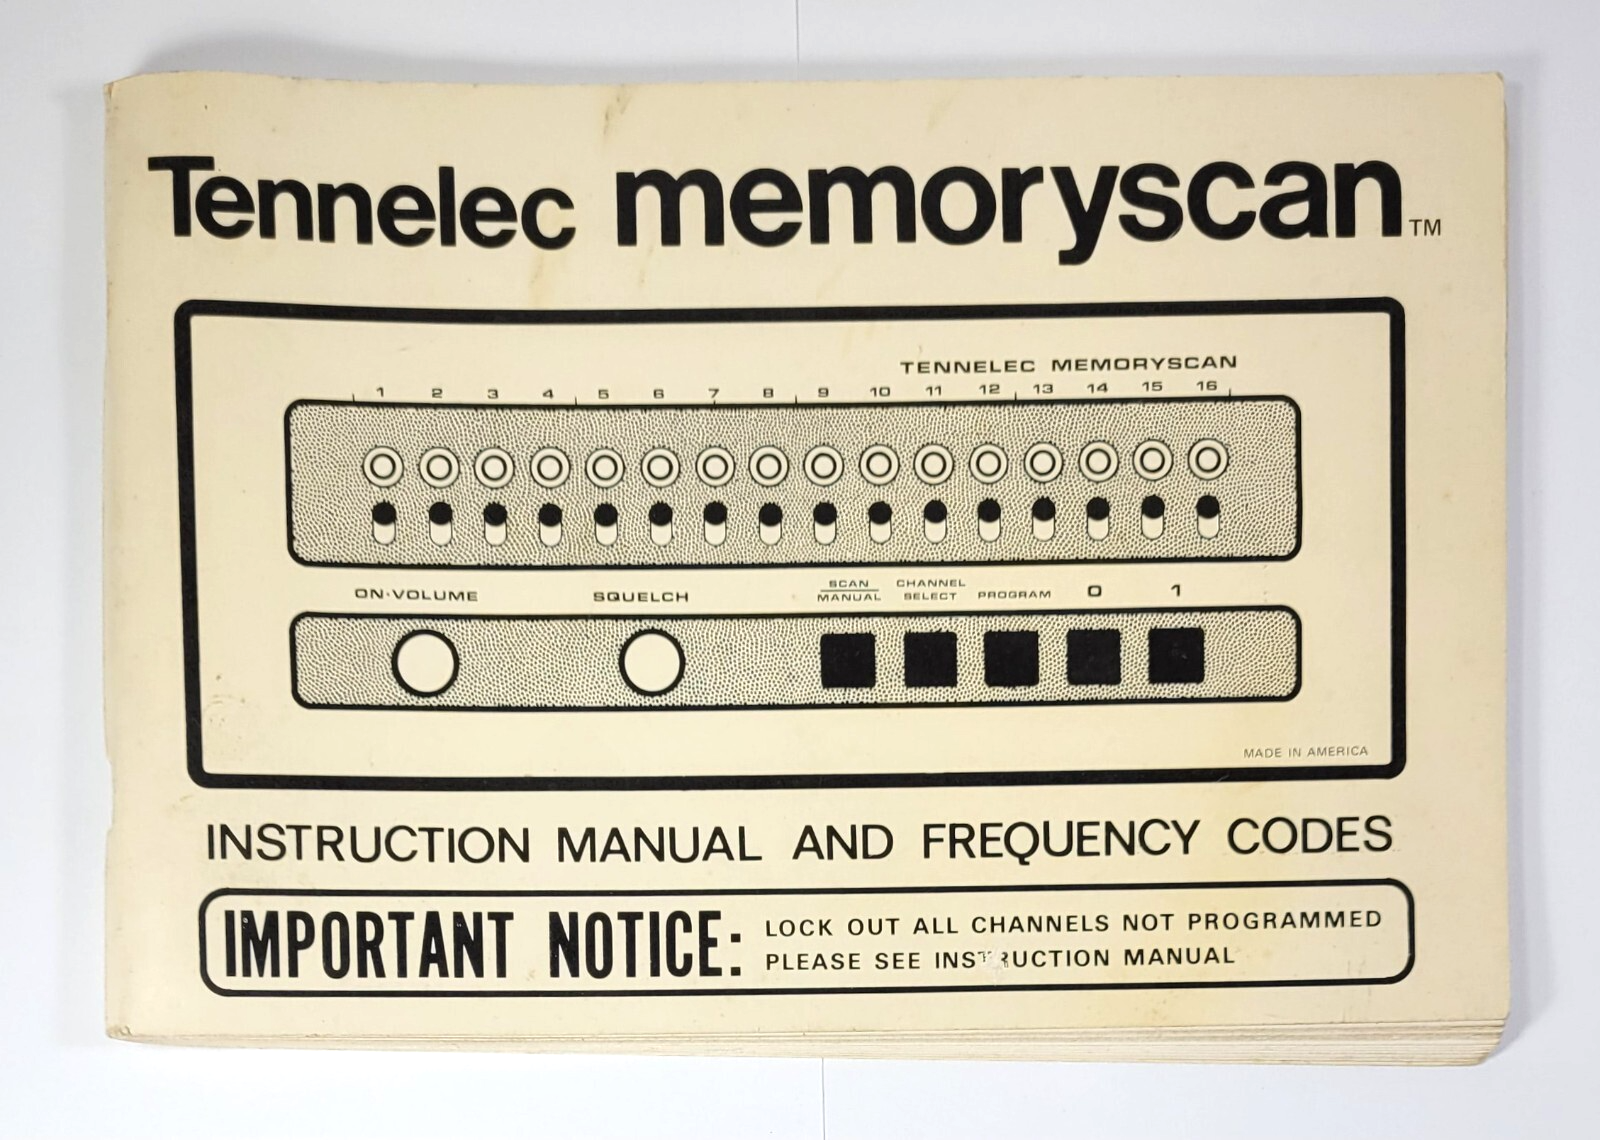 Tennelec memoryscan™
TENNELEC MEMORYSCAN
1 2 3 4 5 6 7 8 9 10 11 12 13 14 15 16
ON·VOLUME SQUELCH SCAN MANUAL CHANNEL SELECT PROGRAM 0 1
MADE IN AMERICA
INSTRUCTION MANUAL AND FREQUENCY CODES
IMPORTANT NOTICE: LOCK OUT ALL CHANNELS NOT PROGRAMMED
PLEASE SEE INSTRUCTION MANUAL